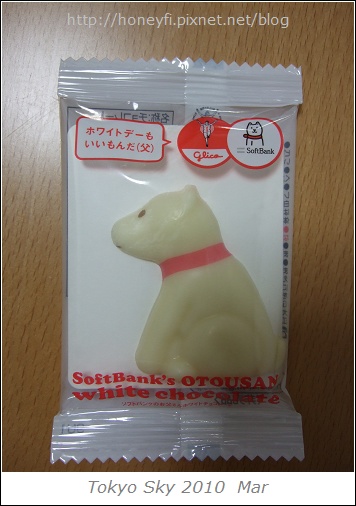 http://honeyfi.pixnet.net/blog
ホワイトデーも
いいもんだ(父)
glico
SoftBank
SoftBank's OTOUSAN
white chocolate
Tokyo Sky 2010 Mar